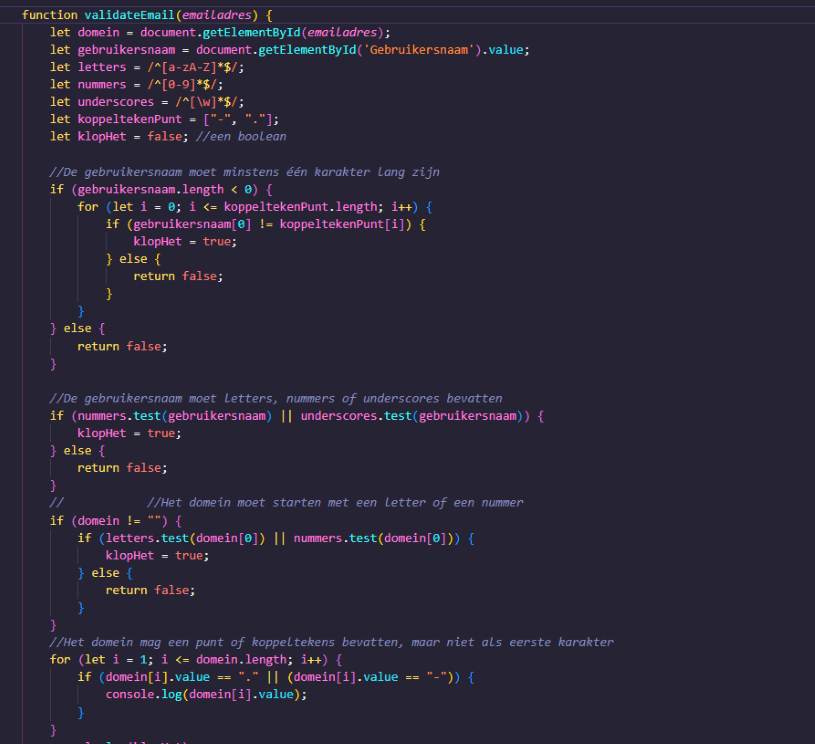 function validateEmail(emailadres) {
let domein = document.getElementById(emailadres);
let gebruikersnaam = document.getElementById('Gebruikersnaam').value;
let letters = /^[a-zA-Z]*$/;
let nummers = /^[0-9]*$/;
let underscores = /^[\w]*$/;
let koppeltekenPunt = ["-", "."];
let klopHet = false; //een boolean
//De gebruikersnaam moet minstens één karakter lang zijn
if (gebruikersnaam.length < 0) {
for (let i = 0; i <= koppeltekenPunt.length; i++) {
if (gebruikersnaam[0] != koppeltekenPunt[i]) {
klopHet = true;
} else {
return false;
}
}
} else {
return false;
}
//De gebruikersnaam moet letters, nummers of underscores bevatten
if (nummers.test(gebruikersnaam) || underscores.test(gebruikersnaam)) {
klopHet = true;
} else {
return false;
}
// //Het domein moet starten met een letter of een nummer
if (domein != "") {
if (letters.test(domein[0]) || nummers.test(domein[0])) {
klopHet = true;
} else {
return false;
}
}
//Het domein mag een punt of koppeltekens bevatten, maar niet als eerste karakter
for (let i = 1; i <= domein.length; i++) {
if (domein[i].value == "." || (domein[i].value == "-")) {
console.log(domein[i].value);
}
}